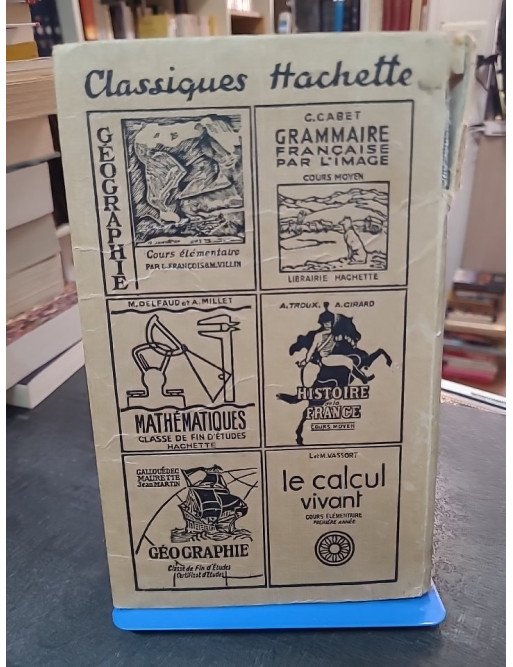 Classiques Hachette
GÉOGRAPHIE
Cours élémentaire
PAR L. FRANÇOIS & M. VILLIN
G. CABET
GRAMMAIRE
FRANÇAISE
PAR L'IMAGE
COURS MOYEN
LIBRAIRIE HACHETTE
M. DELFAUD et A. MILLET
MATHÉMATIQUES
CLASSE DE FIN D'ÉTUDES
HACHETTE
A. TROUX. A. GIRARD
HISTOIRE
de la
FRANCE
COURS MOYEN
GALLOUÉDEC
MAURETTE
Jean MARTIN
GÉOGRAPHIE
Classe de Fin d'Études
Certificat d'Études
L. et M. VASSORT
le calcul
vivant
COURS ÉLÉMENTAIRE
PREMIÈRE ANNÉE